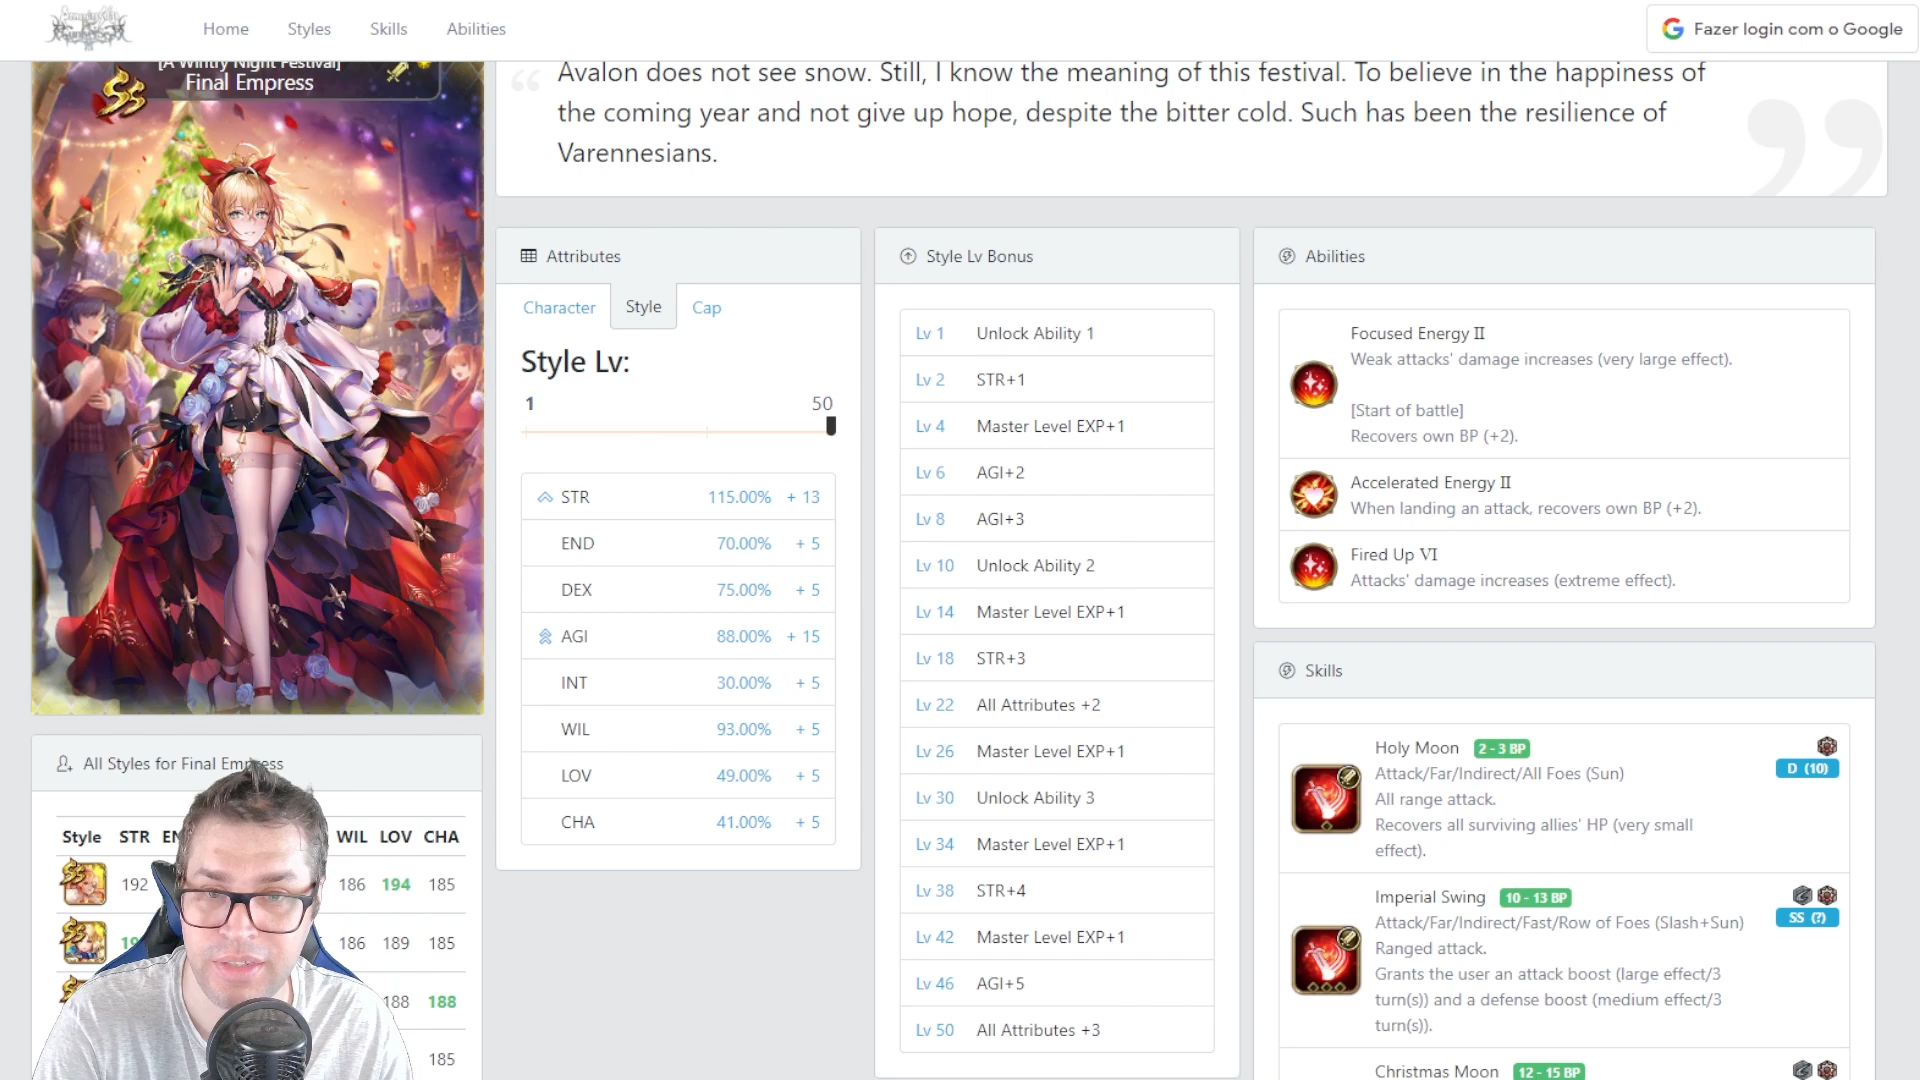 Home
Styles
Skills
Abilities
Fazer login com o Google
[A Wintry Night Festival]
Final Empress
SS
Avalon does not see snow. Still, I know the meaning of this festival. To believe in the happiness of
the coming year and not give up hope, despite the bitter cold. Such has been the resilience of
Varennesians.
Attributes
Character
Style
Cap
Style Lv:
1
50
STR 115.00% + 13
END 70.00% + 5
DEX 75.00% + 5
AGI 88.00% + 15
INT 30.00% + 5
WIL 93.00% + 5
LOV 49.00% + 5
CHA 41.00% + 5
Style Lv Bonus
Lv 1 Unlock Ability 1
Lv 2 STR+1
Lv 4 Master Level EXP+1
Lv 6 AGI+2
Lv 8 AGI+3
Lv 10 Unlock Ability 2
Lv 14 Master Level EXP+1
Lv 18 STR+3
Lv 22 All Attributes +2
Lv 26 Master Level EXP+1
Lv 30 Unlock Ability 3
Lv 34 Master Level EXP+1
Lv 38 STR+4
Lv 42 Master Level EXP+1
Lv 46 AGI+5
Lv 50 All Attributes +3
Abilities
Focused Energy Ⅱ
Weak attacks' damage increases (very large effect).
[Start of battle]
Recovers own BP (+2).
Accelerated Energy Ⅱ
When landing an attack, recovers own BP (+2).
Fired Up Ⅵ
Attacks' damage increases (extreme effect).
Skills
Holy Moon 2 - 3 BP
D (10)
Attack/Far/Indirect/All Foes (Sun)
All range attack.
Recovers all surviving allies' HP (very small
effect).
Imperial Swing 10 - 13 BP
SS (?)
Attack/Far/Indirect/Fast/Row of Foes (Slash+Sun)
Ranged attack.
Grants the user an attack boost (large effect/3
turn(s)) and a defense boost (medium effect/3
turn(s)).
Christmas Moon 12 - 15 BP
All Styles for Final Empress
Style STR WIL LOV CHA
SS 192 186 194 185
SS 186 189 185
188 188
185